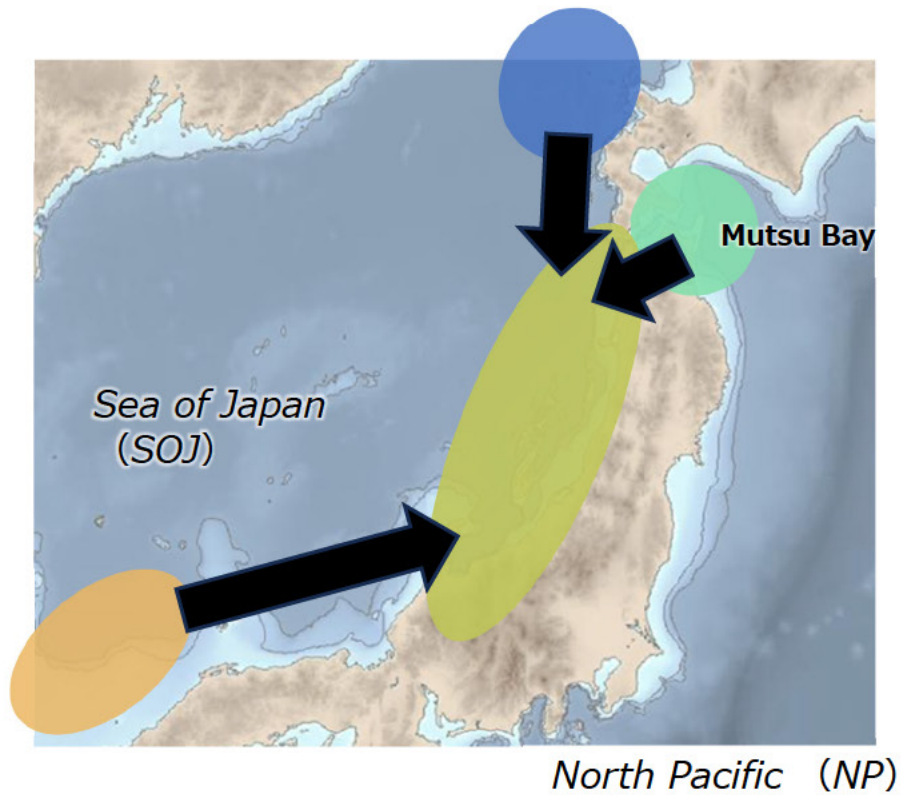 Mutsu Bay
Sea of Japan
（SOJ）
North Pacific （NP）